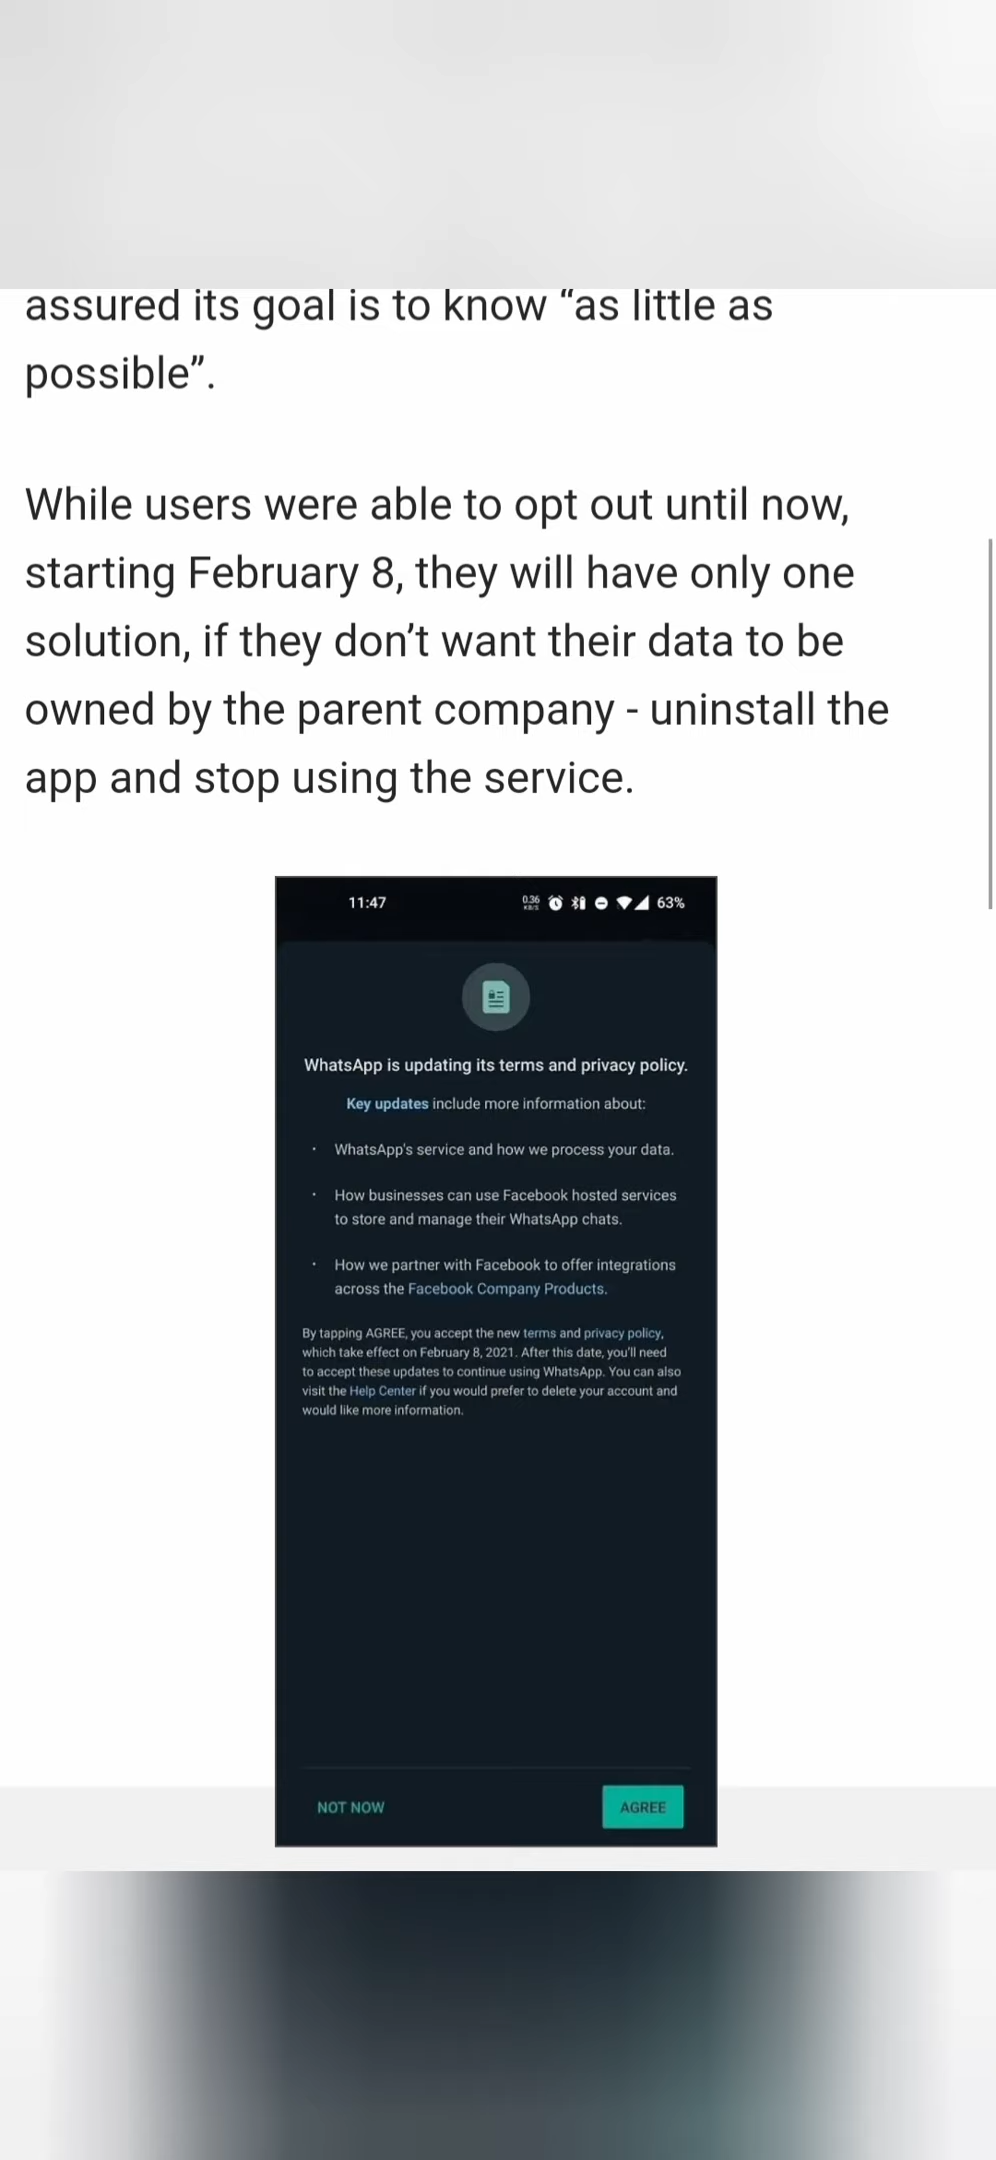 assured its goal is to know “as little as
possible”.
While users were able to opt out until now,
starting February 8, they will have only one
solution, if they don’t want their data to be
owned by the parent company - uninstall the
app and stop using the service.
11:47 0.36 KB/S 63%
WhatsApp is updating its terms and privacy policy.
Key updates include more information about:
· WhatsApp's service and how we process your data.
· How businesses can use Facebook hosted services
to store and manage their WhatsApp chats.
· How we partner with Facebook to offer integrations
across the Facebook Company Products.
By tapping AGREE, you accept the new terms and privacy policy,
which take effect on February 8, 2021. After this date, you'll need
to accept these updates to continue using WhatsApp. You can also
visit the Help Center if you would prefer to delete your account and
would like more information.
NOT NOW AGREE